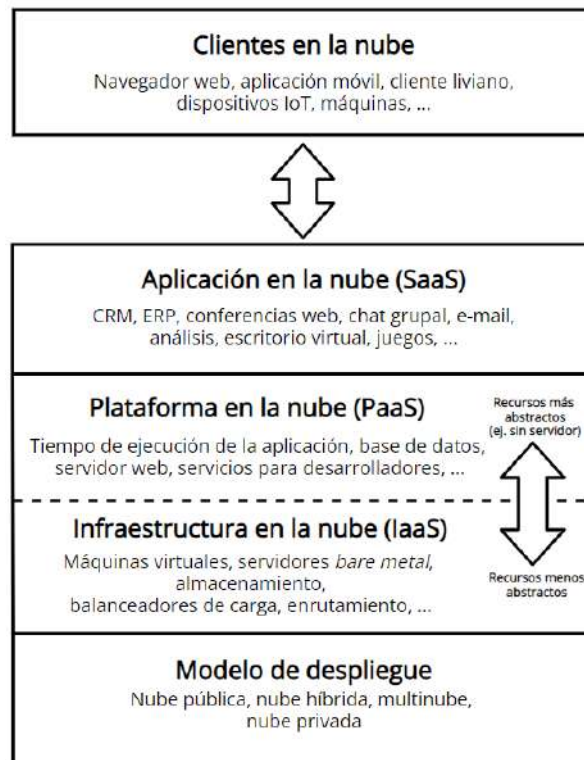 Clientes en la nube
Navegador web, aplicación móvil, cliente liviano,
dispositivos IoT, máquinas, ...
Aplicación en la nube (SaaS)
CRM, ERP, conferencias web, chat grupal, e-mail,
análisis, escritorio virtual, juegos, ...
Plataforma en la nube (PaaS)
Tiempo de ejecución de la aplicación, base de datos,
servidor web, servicios para desarrolladores, ...
Recursos más
abstractos
(ej. sin servidor)
Infraestructura en la nube (IaaS)
Máquinas virtuales, servidores bare metal,
almacenamiento,
balanceadores de carga, enrutamiento, ...
Recursos menos
abstractos
Modelo de despliegue
Nube pública, nube híbrida, multinube,
nube privada